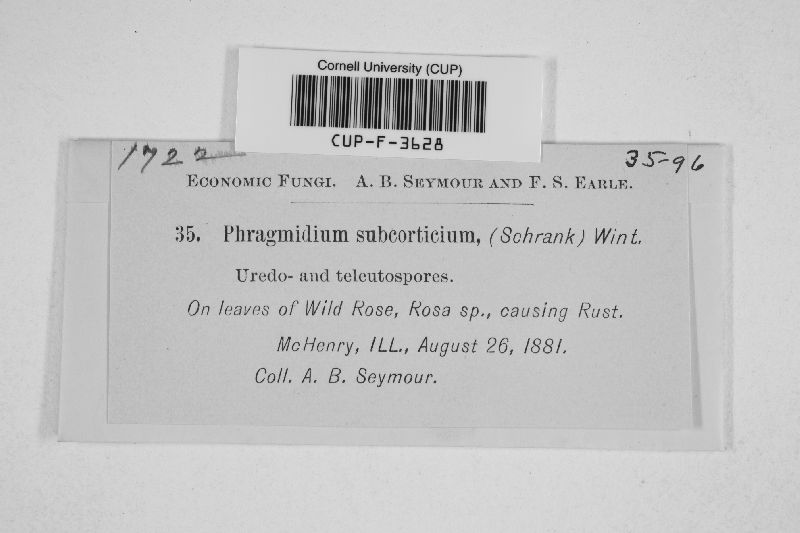 Cornell University (CUP)
CUP-F-3628
1722
35-96
ECONOMIC FUNGI. A. B. SEYMOUR AND F. S. EARLE.
35. Phragmidium subcorticium, (Schrank) Wint.
Uredo- and teleutospores.
On leaves of Wild Rose, Rosa sp., causing Rust.
McHenry, ILL., August 26, 1881.
Coll. A. B. Seymour.